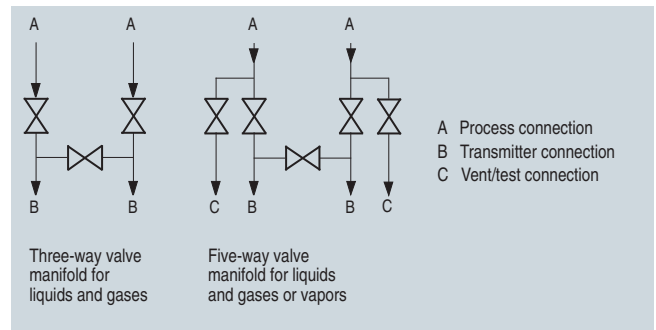 A A A A
A Process connection
B Transmitter connection
C Vent/test connection
B B C B B C
Three-way valve
manifold for
liquids and gases
Five-way valve
manifold for liquids
and gases or vapors